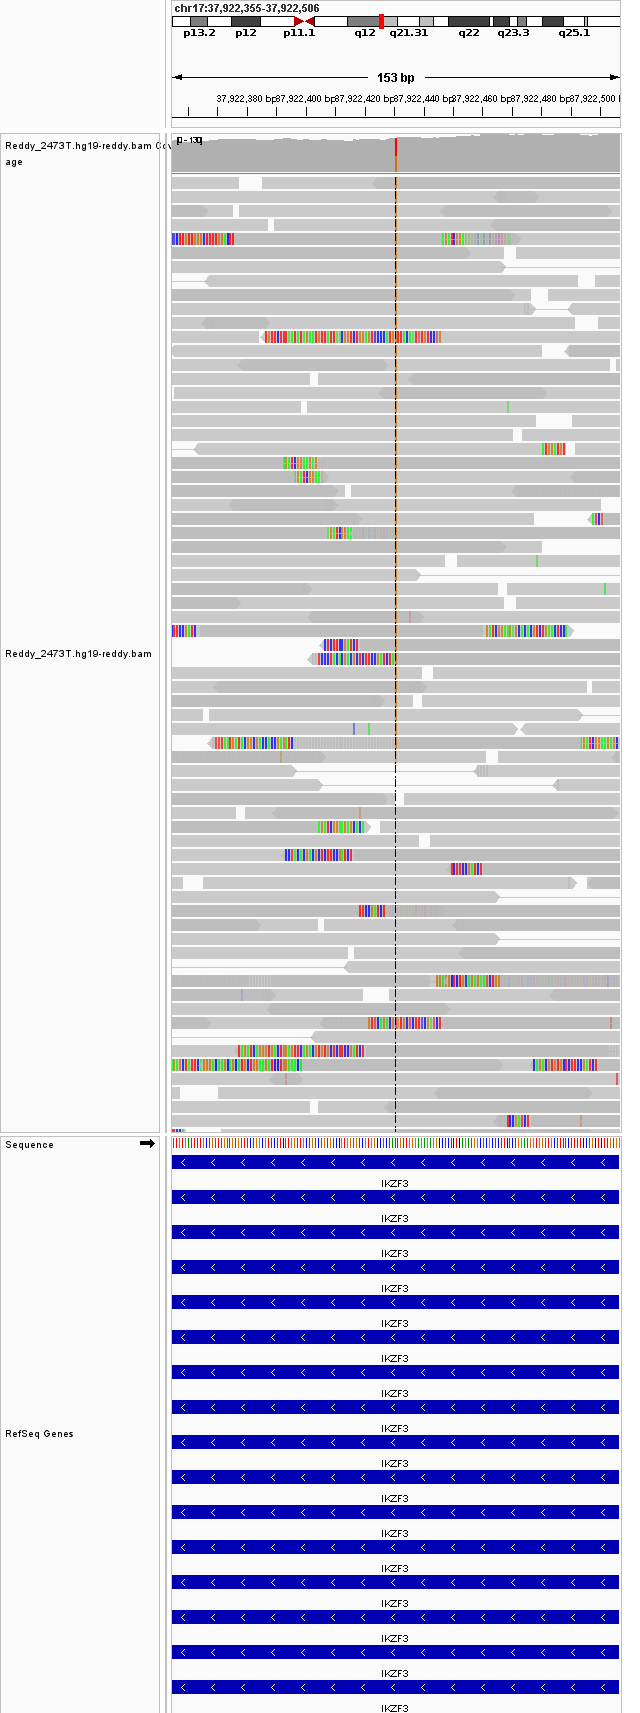 chr17:37,922,355-37,922,506
p13.2 p12 p11.1 q12 q21.31 q22 q23.3 q25.1
153 bp
37,922,380 bp 37,922,400 bp 37,922,420 bp 37,922,440 bp 37,922,460 bp 37,922,480 bp 37,922,500
Reddy_2473T.hg19-reddy.bam Cov
age
Reddy_2473T.hg19-reddy.bam
Sequence
IKZF3
IKZF3
IKZF3
IKZF3
IKZF3
IKZF3
IKZF3
IKZF3
RefSeq Genes
IKZF3
IKZF3
IKZF3
IKZF3
IKZF3
IKZF3
IKZF3
IKZF3